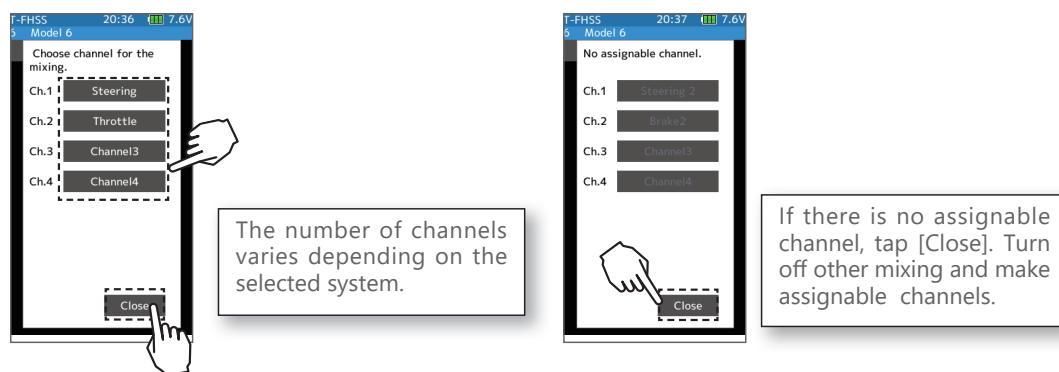 T-FHSS 20:36 7.6V
6 Model 6
Choose channel for the
mixing.
Ch.1 Steering
Ch.2 Throttle
Ch.3 Channel3
Ch.4 Channel4
Close
The number of channels
varies depending on the
selected system.
T-FHSS 20:37 7.6V
6 Model 6
No assignable channel.
Ch.1 Steering 2
Ch.2 Brake2
Ch.3 Channel3
Ch.4 Channel4
Close
If there is no assignable
channel, tap [Close]. Turn
off other mixing and make
assignable channels.